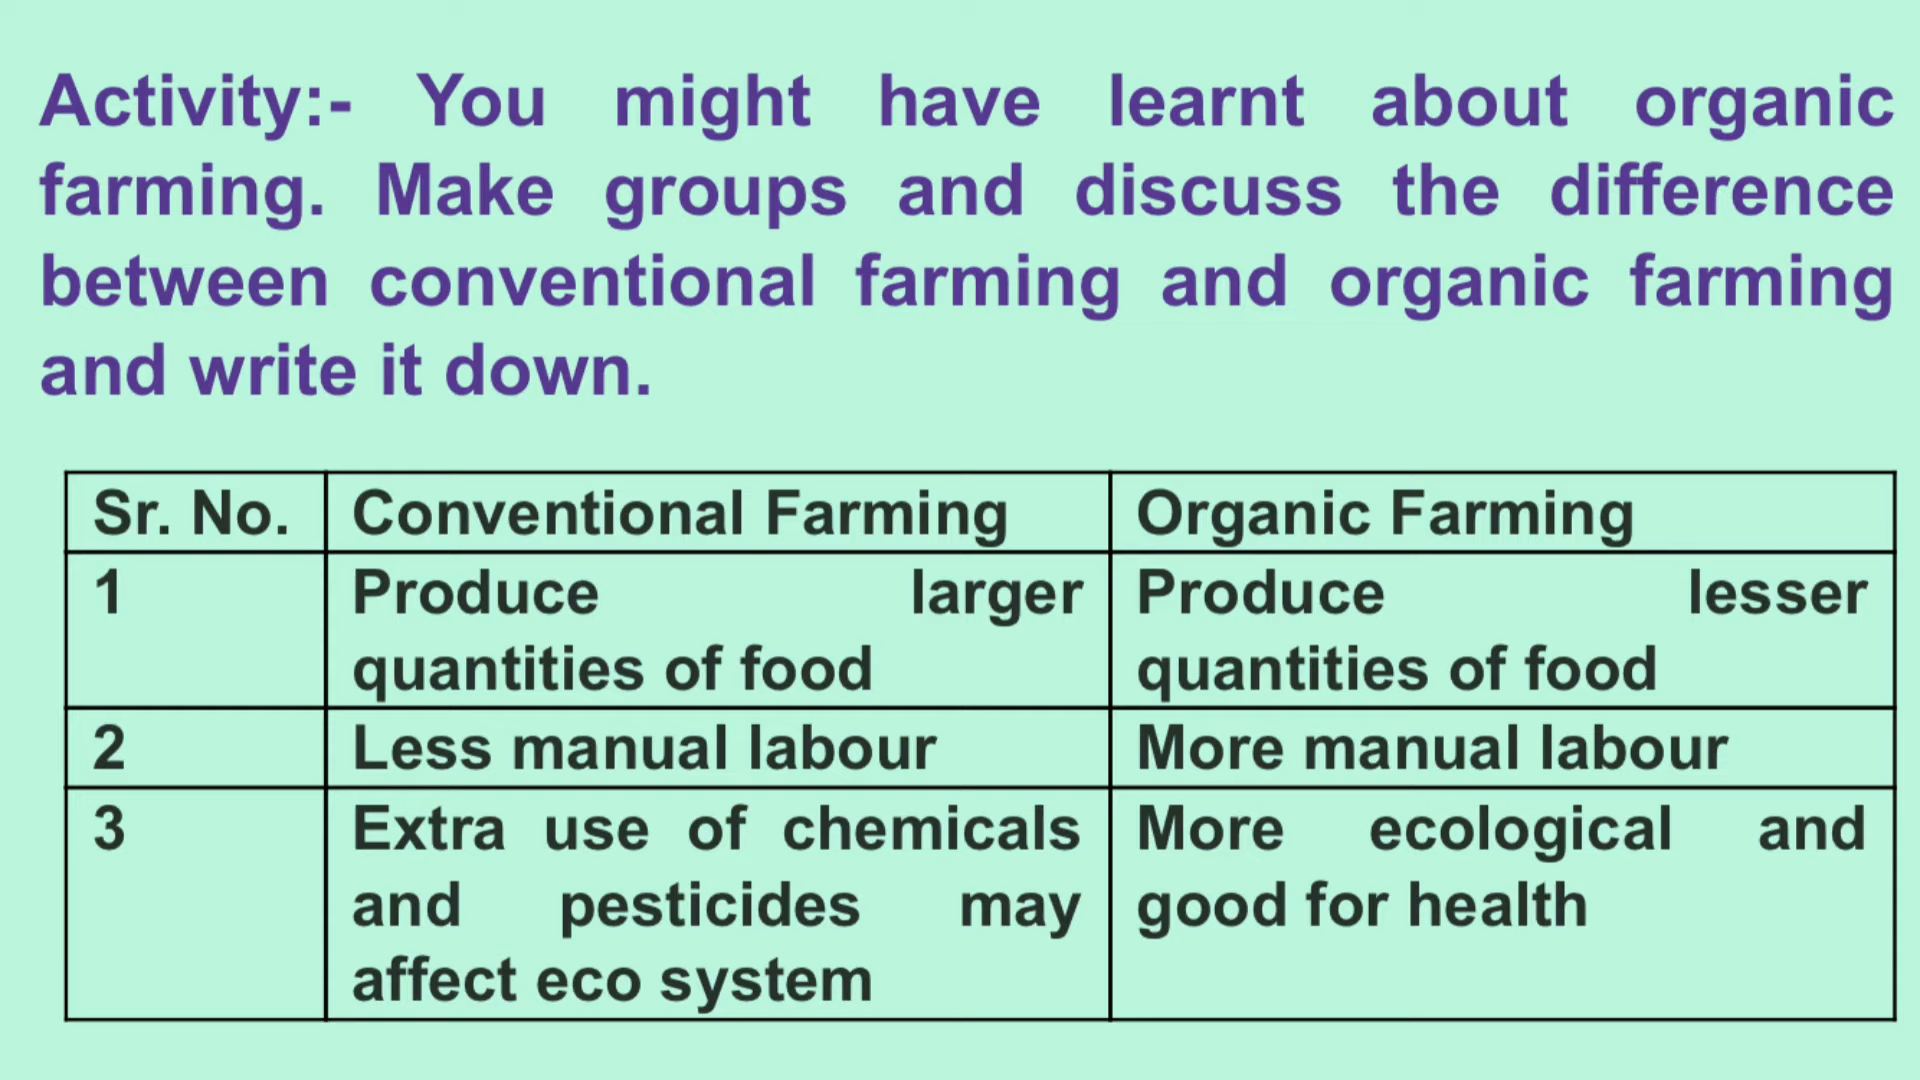 Activity:- You might have learnt about organic
farming. Make groups and discuss the difference
between conventional farming and organic farming
and write it down.
Sr. No. Conventional Farming Organic Farming
1 Produce larger Produce lesser
quantities of food quantities of food
2 Less manual labour More manual labour
3 Extra use of chemicals More ecological and
and pesticides may good for health
affect eco system